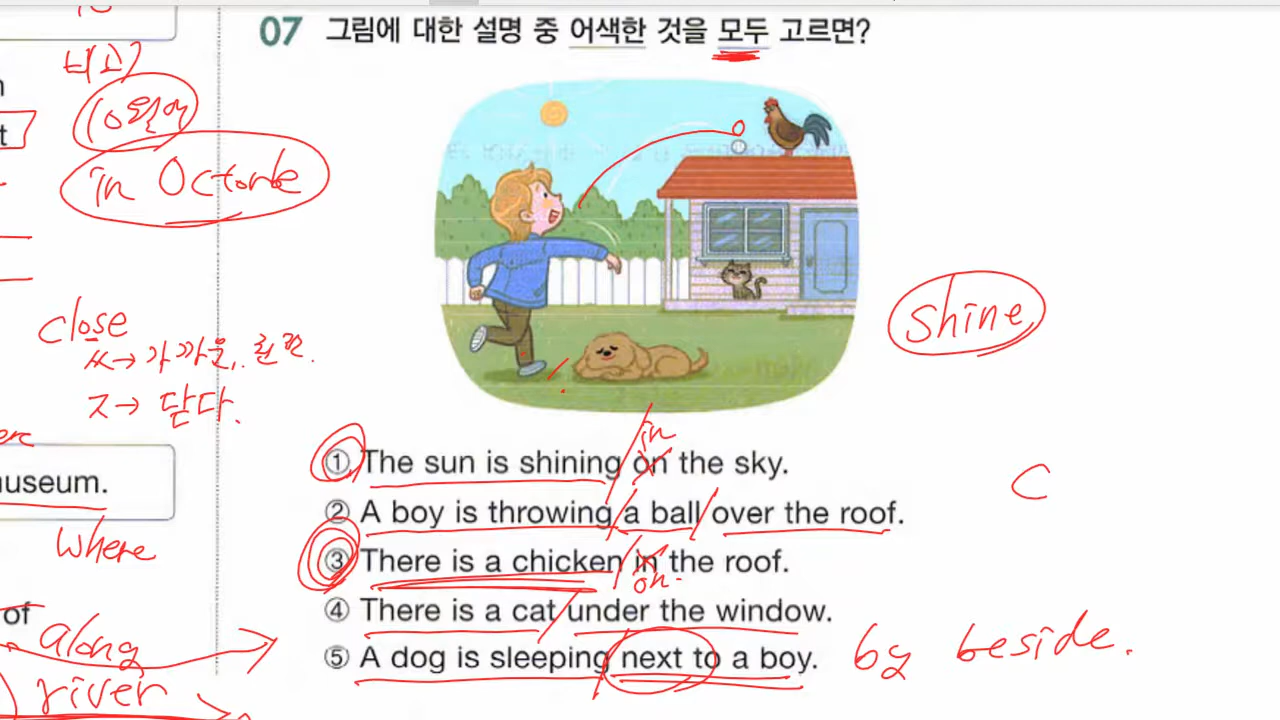 07 그림에 대한 설명 중 어색한 것을 모두 고르면?
비고?
10월에
in Octorbe
t
close
ㅆ→ 가까운,
ㅈ→ 닫다.
shine
in
① The sun is shining on the sky.
C
② A boy is throwing a ball over the roof.
useum.
where
③ There is a chicken in the roof.
on.
④ There is a cat under the window.
of
along
⑤ A dog is sleeping next to a boy.
by beside.
river